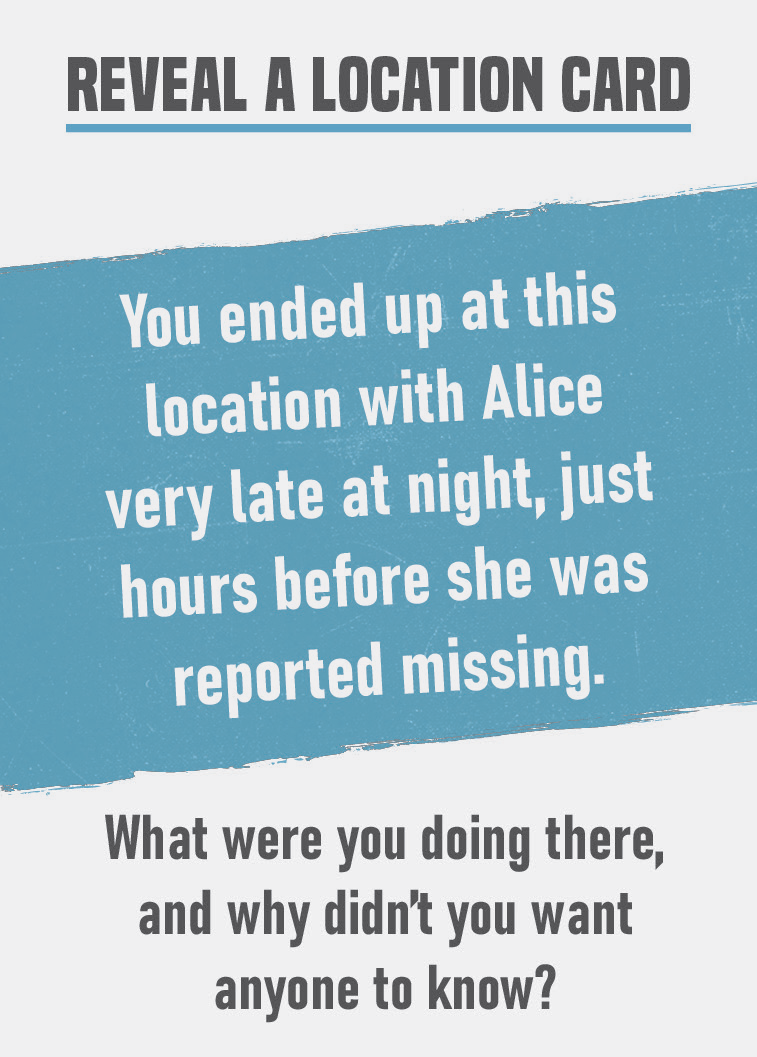 REVEAL A LOCATION CARD
You ended up at this
location with Alice
very late at night, just
hours before she was
reported missing.
What were you doing there,
and why didn’t you want
anyone to know?